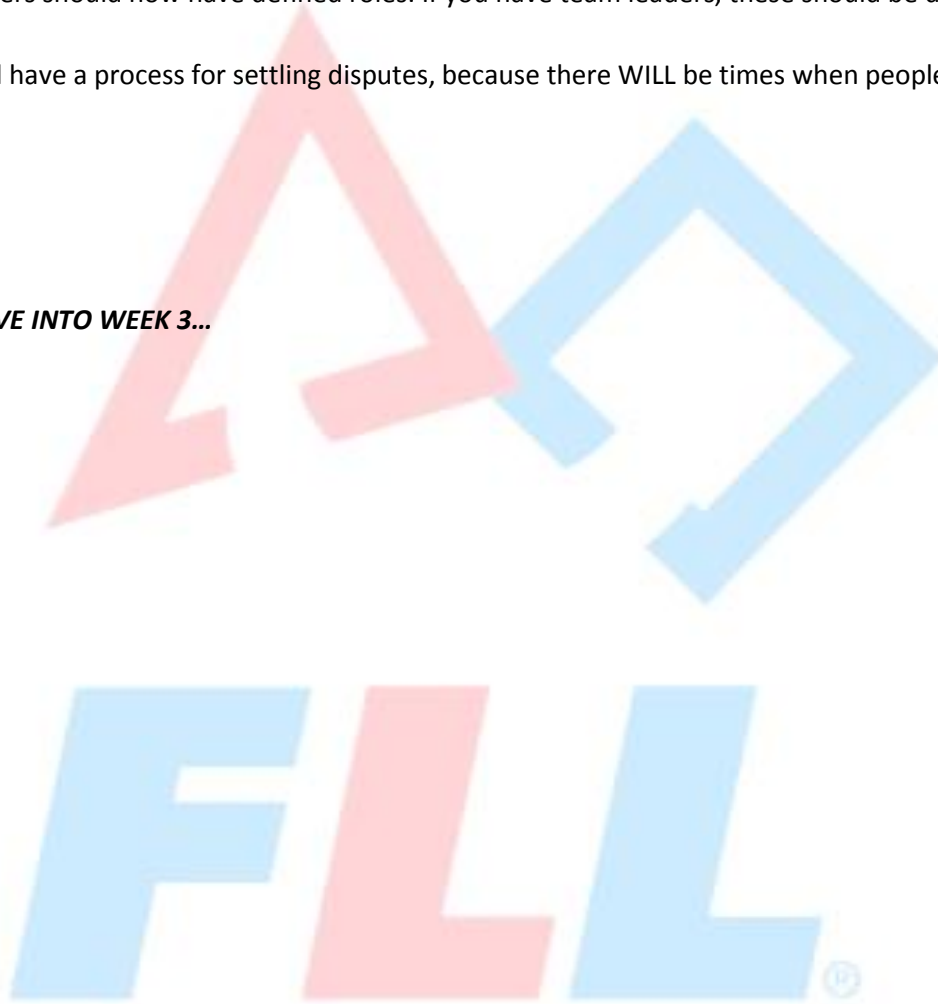 ers should now have defined roles. If you have team leaders, these should be a
l have a process for settling disputes, because there WILL be times when people
VE INTO WEEK 3…
FLL
®